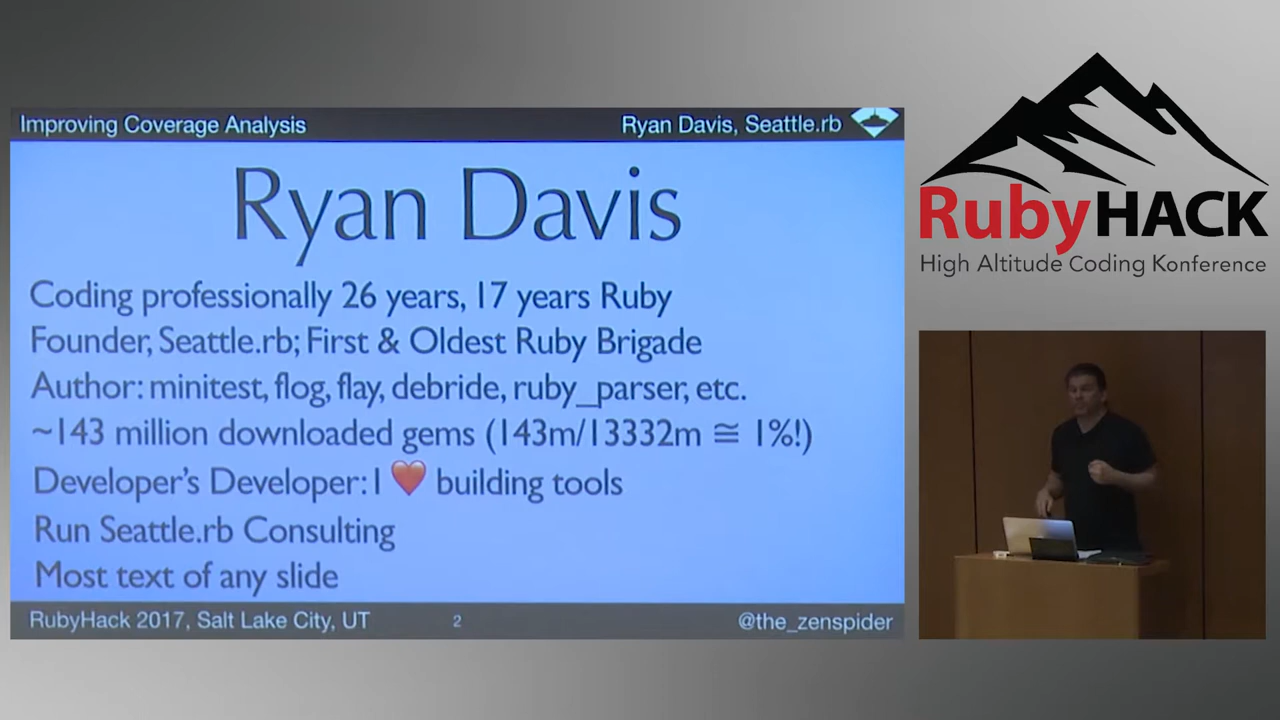 Improving Coverage Analysis
Ryan Davis, Seattle.rb
Ryan Davis
Coding professionally 26 years, 17 years Ruby
Founder, Seattle.rb; First & Oldest Ruby Brigade
Author: minitest, flog, flay, debride, ruby_parser, etc.
~143 million downloaded gems (143m/13332m ≅ 1%!)
Developer's Developer: I ❤️ building tools
Run Seattle.rb Consulting
Most text of any slide
RubyHack 2017, Salt Lake City, UT
2
@the_zenspider
RubyHACK
High Altitude Coding Konference